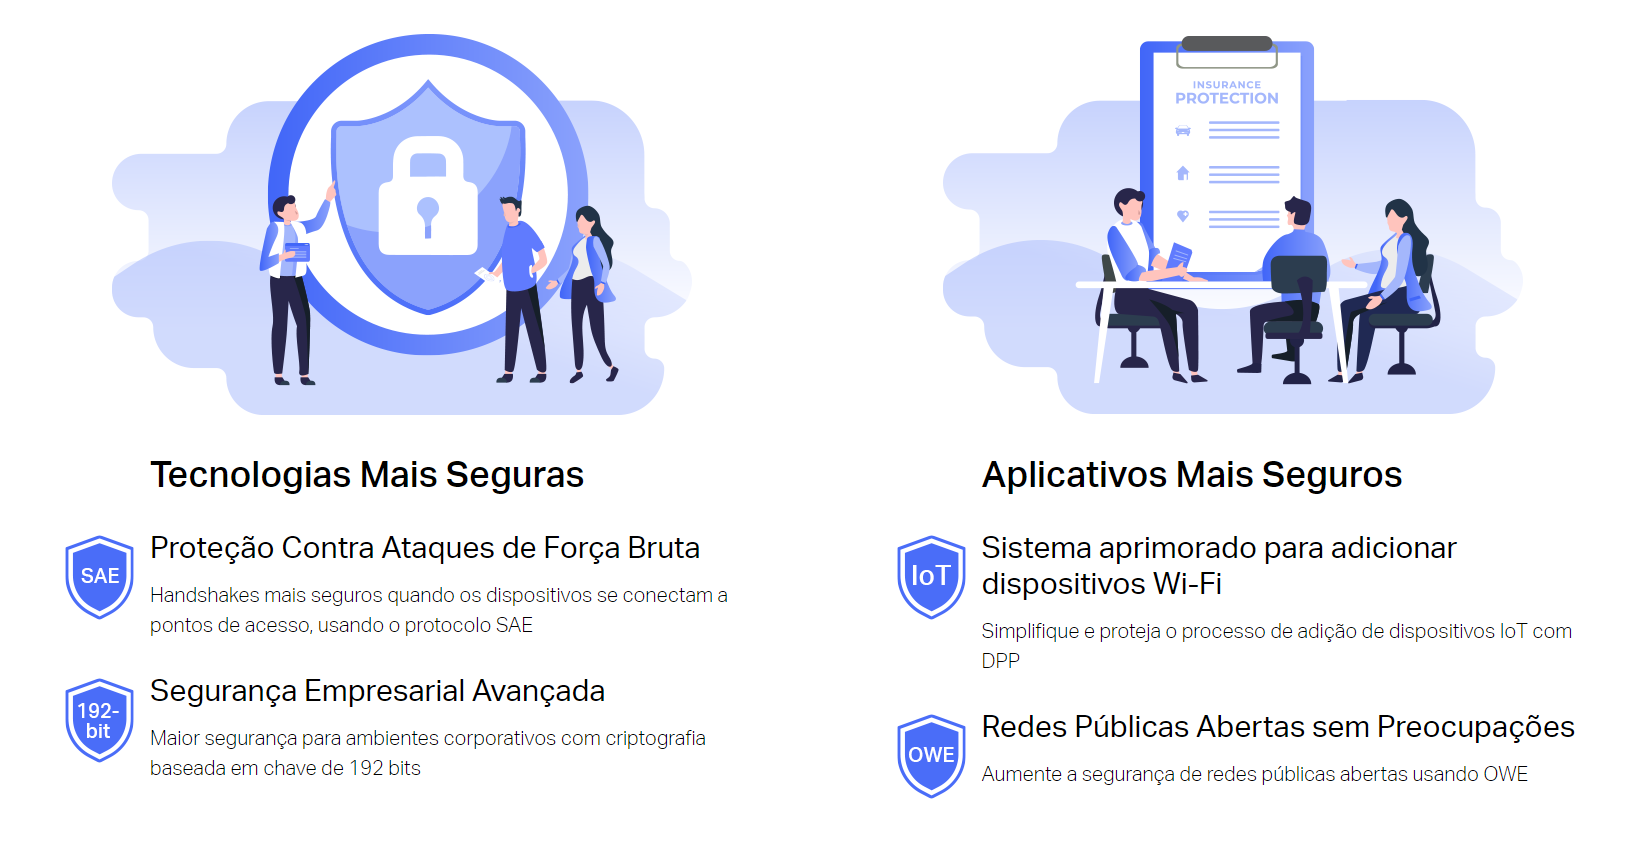 INSURANCE
PROTECTION
Tecnologias Mais Seguras
SAE
Proteção Contra Ataques de Força Bruta
Handshakes mais seguros quando os dispositivos se conectam a
pontos de acesso, usando o protocolo SAE
192-
bit
Segurança Empresarial Avançada
Maior segurança para ambientes corporativos com criptografia
baseada em chave de 192 bits
Aplicativos Mais Seguros
IoT
Sistema aprimorado para adicionar
dispositivos Wi-Fi
Simplifique e proteja o processo de adição de dispositivos IoT com
DPP
OWE
Redes Públicas Abertas sem Preocupações
Aumente a segurança de redes públicas abertas usando OWE